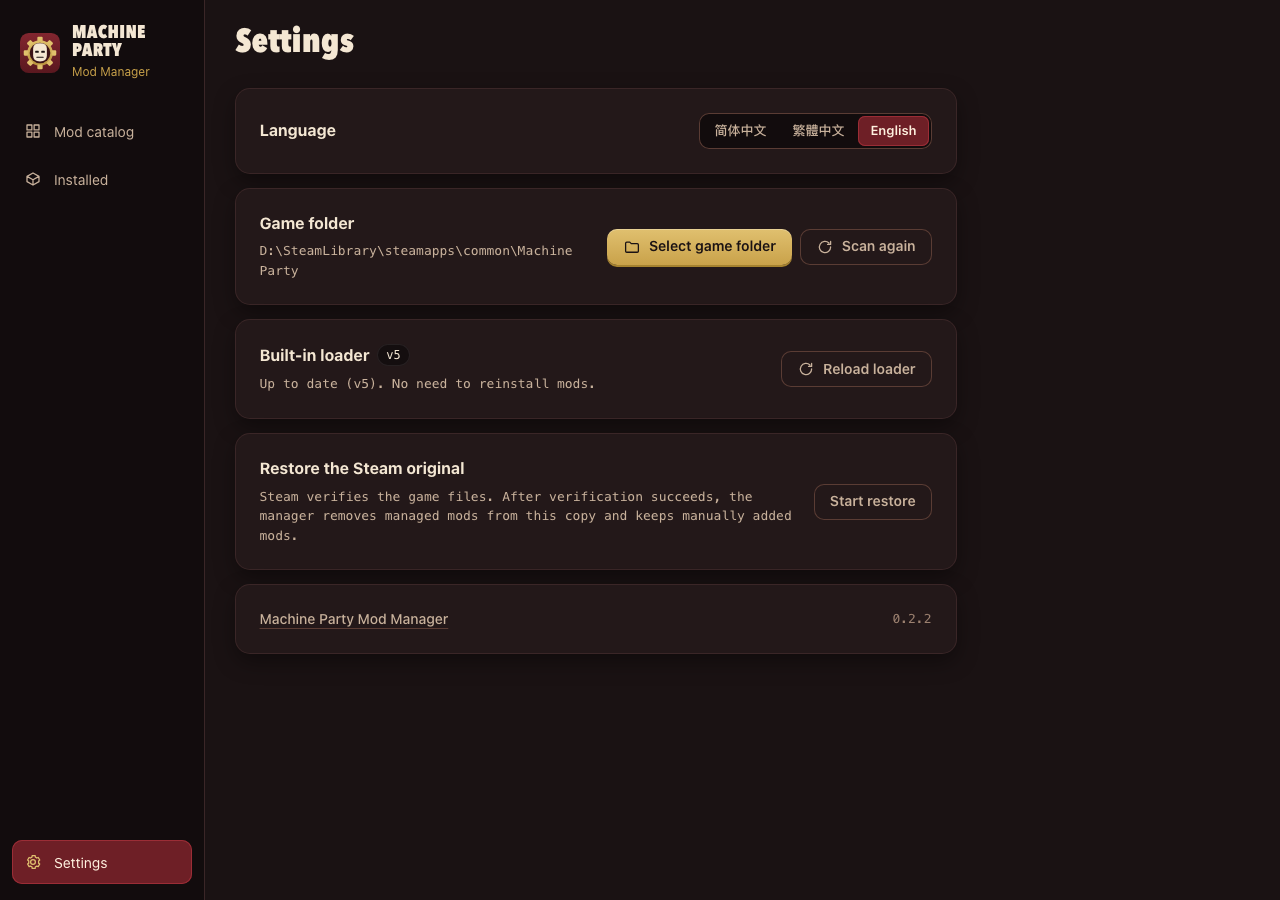 MACHINE
PARTY
Mod Manager
Mod catalog
Installed
Settings
Settings
Language
简体中文
繁體中文
English
Game folder
D:\SteamLibrary\steamapps\common\Machine
Party
Select game folder
Scan again
Built-in loader
v5
Up to date (v5). No need to reinstall mods.
Reload loader
Restore the Steam original
Steam verifies the game files. After verification succeeds, the
manager removes managed mods from this copy and keeps manually added
mods.
Start restore
Machine Party Mod Manager
0.2.2